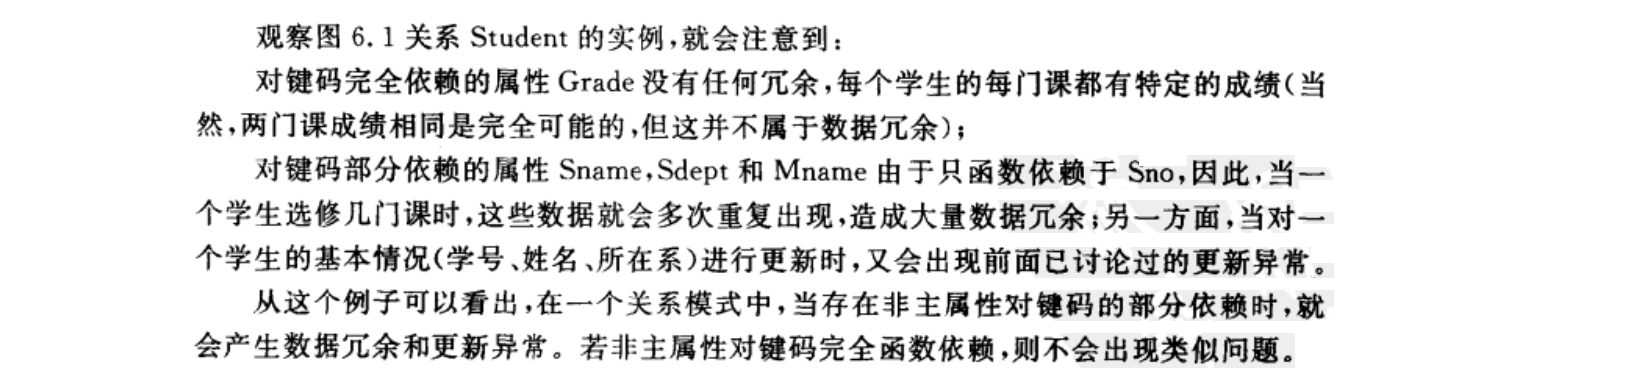 观察图 6.1 关系 Student 的实例,就会注意到:
对键码完全依赖的属性 Grade 没有任何冗余,每个学生的每门课都有特定的成绩(当
然,两门课成绩相同是完全可能的,但这并不属于数据冗余);
对键码部分依赖的属性 Sname,Sdept 和 Mname 由于只函数依赖于 Sno,因此,当一
个学生选修几门课时,这些数据就会多次重复出现,造成大量数据冗余;另一方面,当对一
个学生的基本情况(学号、姓名、所在系)进行更新时,又会出现前面已讨论过的更新异常。
从这个例子可以看出,在一个关系模式中,当存在非主属性对键码的部分依赖时,就
会产生数据冗余和更新异常。若非主属性对键码完全函数依赖,则不会出现类似问题。